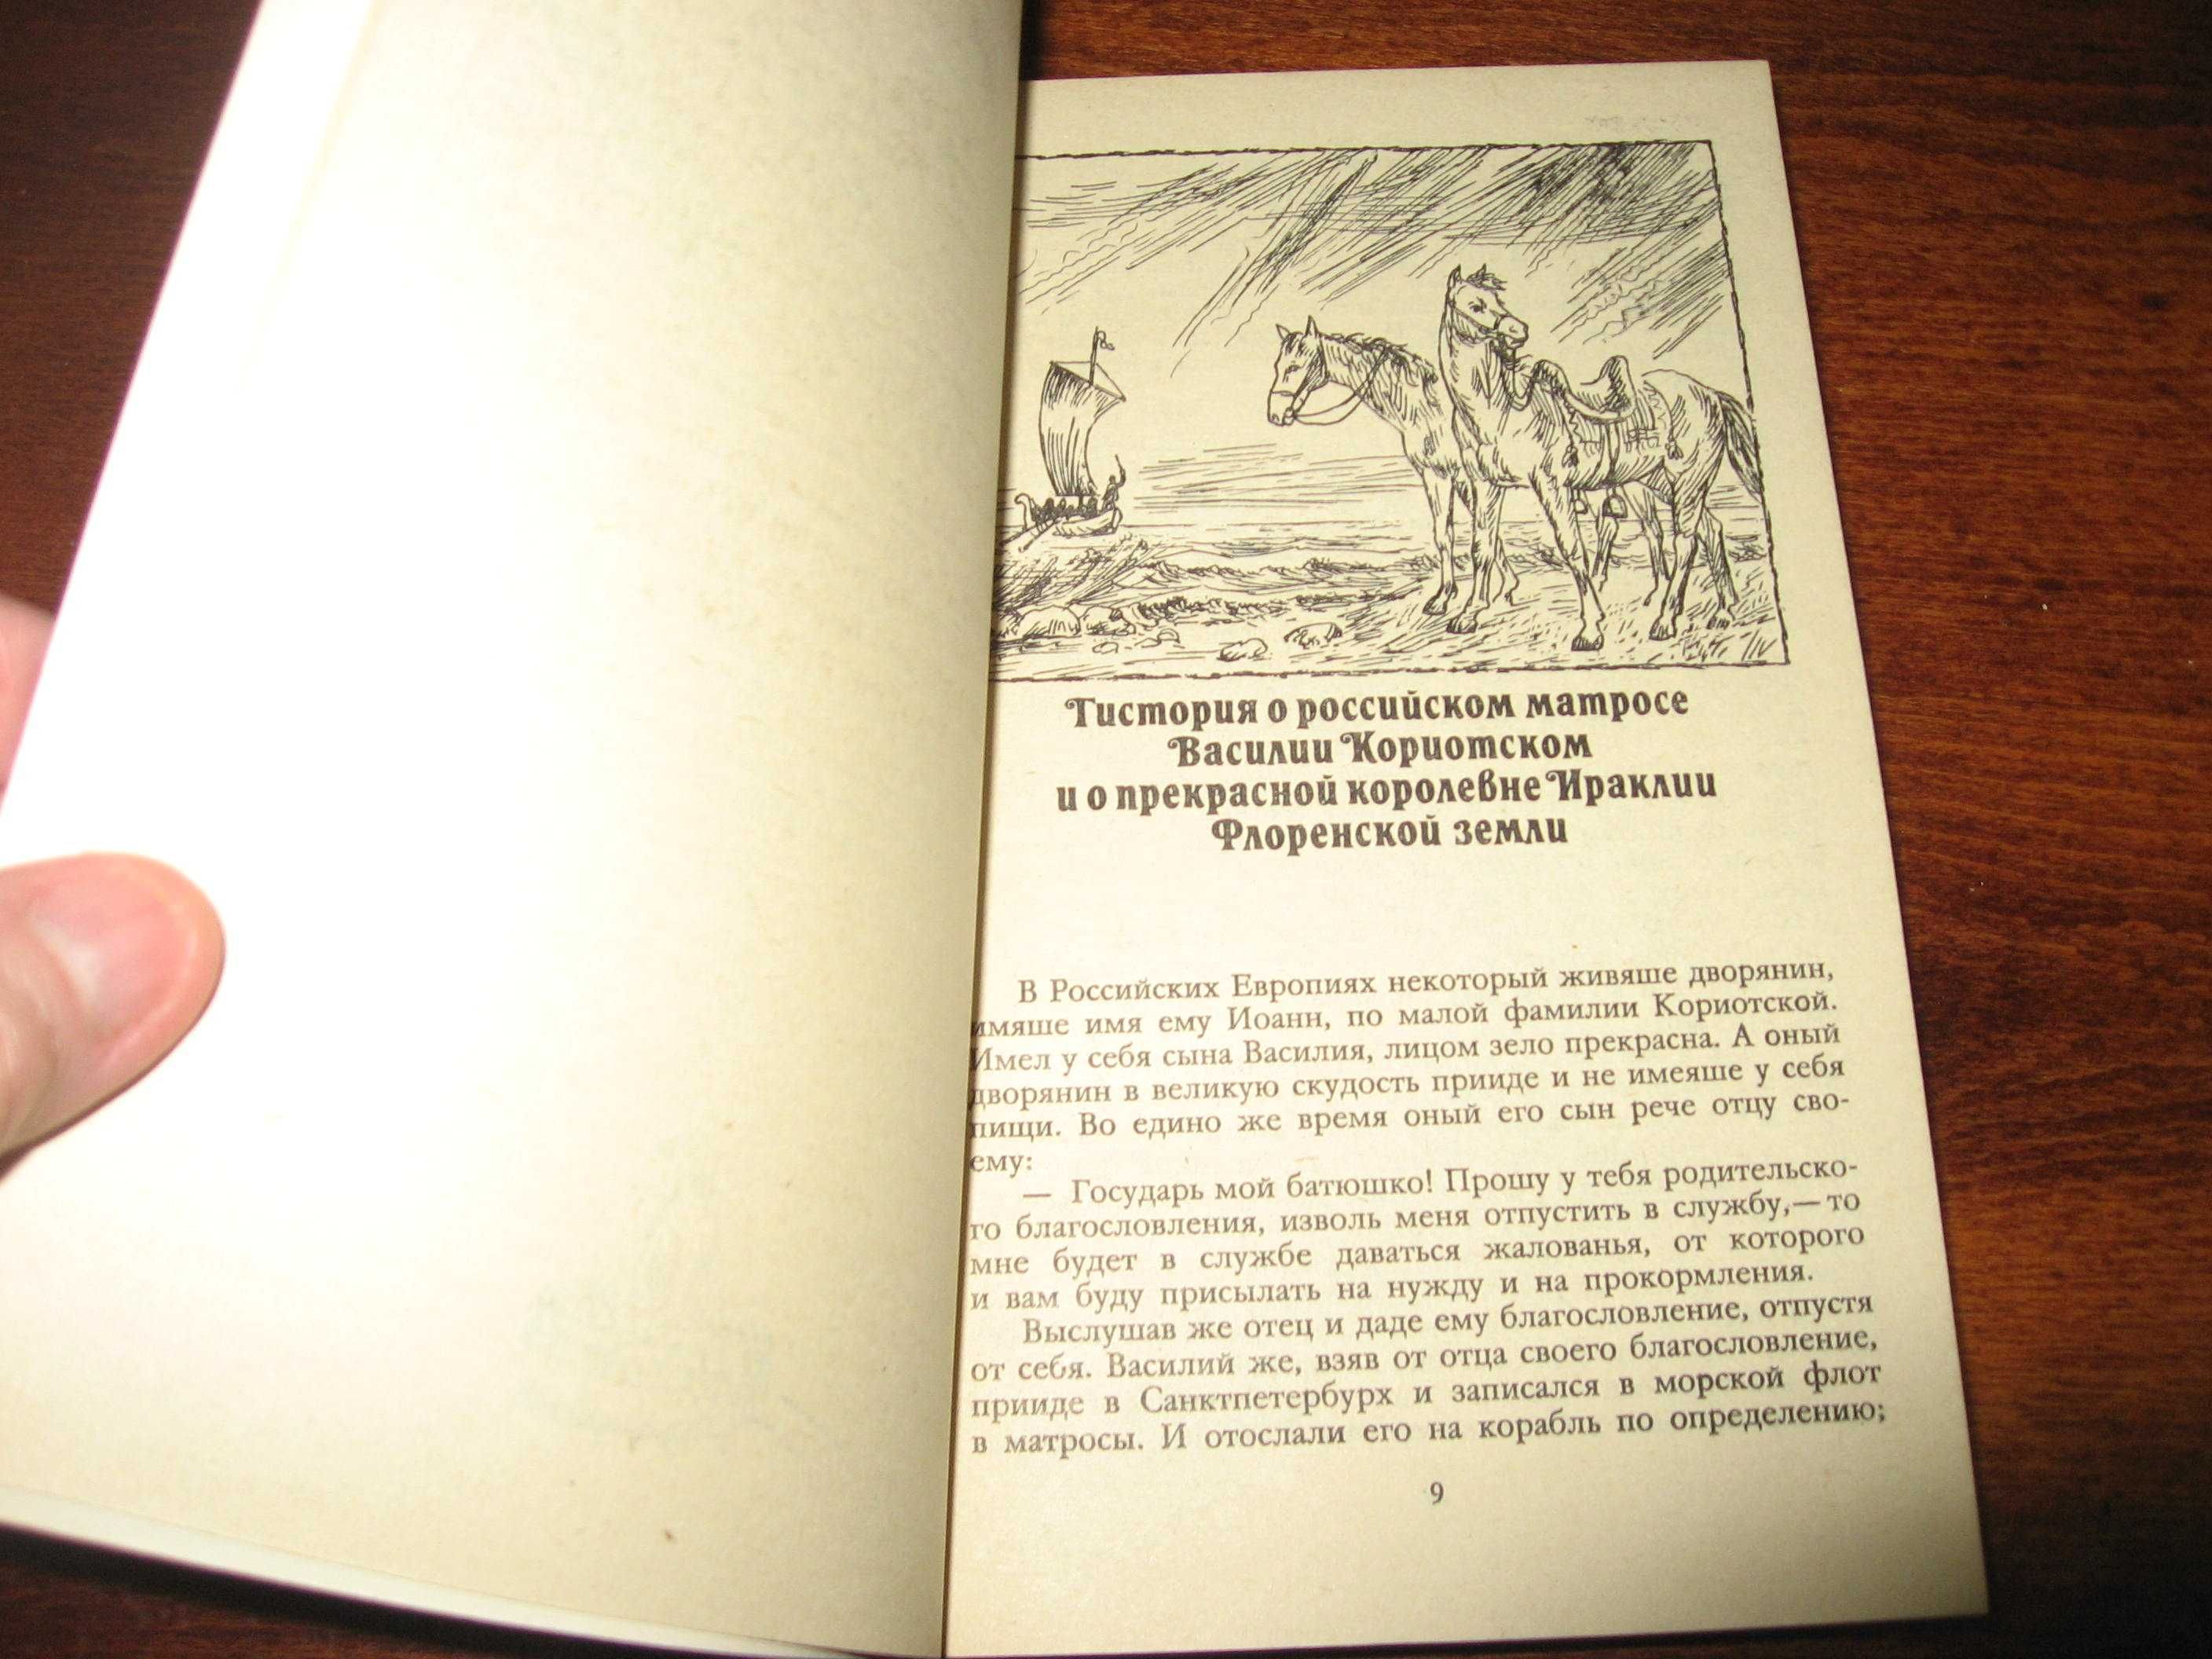 Гистория о российском матросе
Василии Кориотском
и о прекрасной королевне Ираклии
Флоренской земли
В Российских Европиях некоторый живяше дворянин,
имяше имя ему Иоанн, по малой фамилии Кориотской.
Имел у себя сына Василия, лицом зело прекрасна. А оный
дворянин в великую скудость прииде и не имеяше у себя
пищи. Во едино же время оный его сын рече отцу сво-
ему:
— Государь мой батюшко! Прошу у тебя родительско-
го благословления, изволь меня отпустить в службу,— то
мне будет в службе даваться жалованья, от которого
и вам буду присылать на нужду и на прокормления.
Выслушав же отец и даде ему благословление, отпустя
от себя. Василий же, взяв от отца своего благословление,
прииде в Санктпетербурх и записался в морской флот
в матросы. И отослали его на корабль по определению;
9